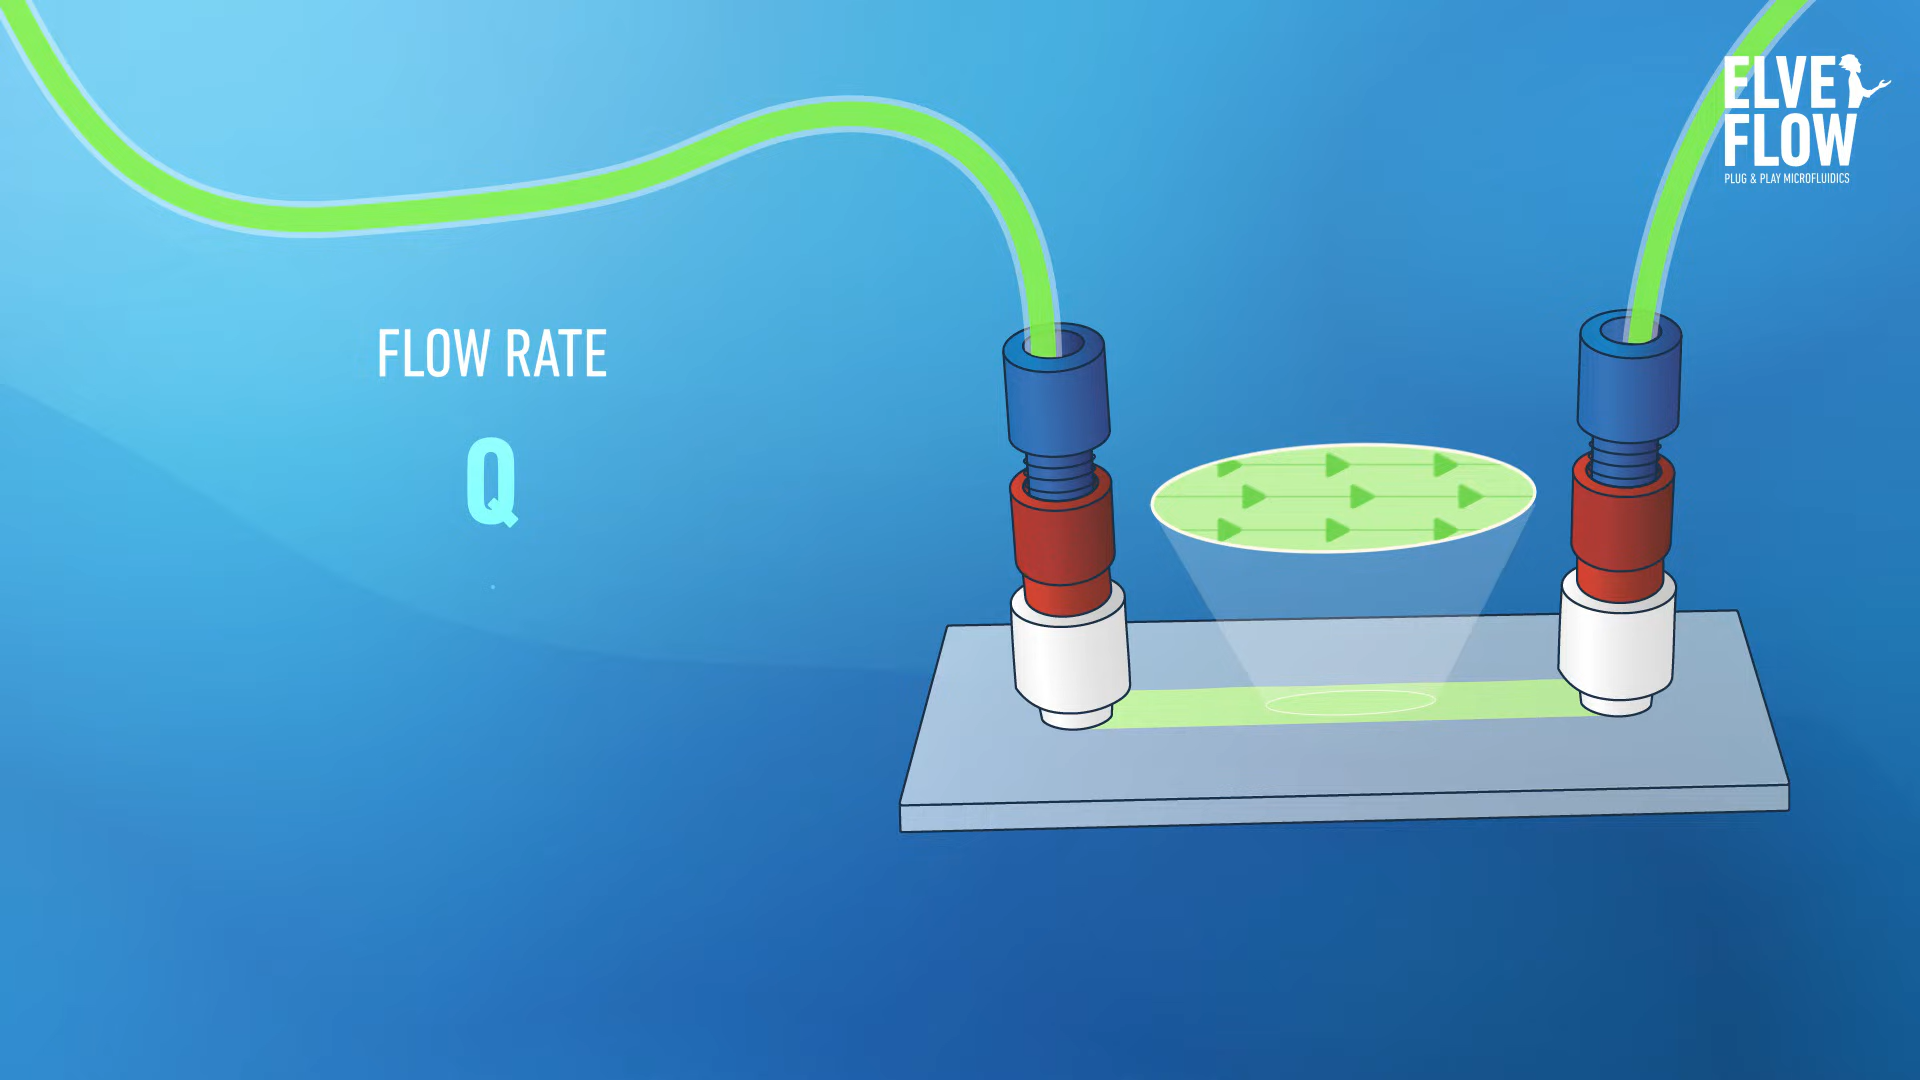 FLOW RATE
Q
ELVE
FLOW
PLUG & PLAY MICROFLUIDICS